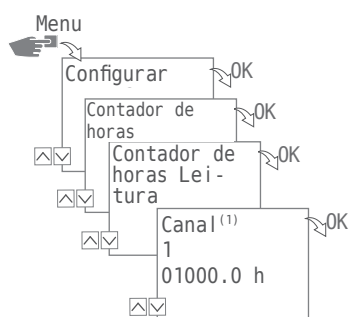 Menu
Configurar
OK
Contador de
horas
OK
Contador de
horas Lei-
tura
OK
Canal(1)
1
01000.0 h
OK